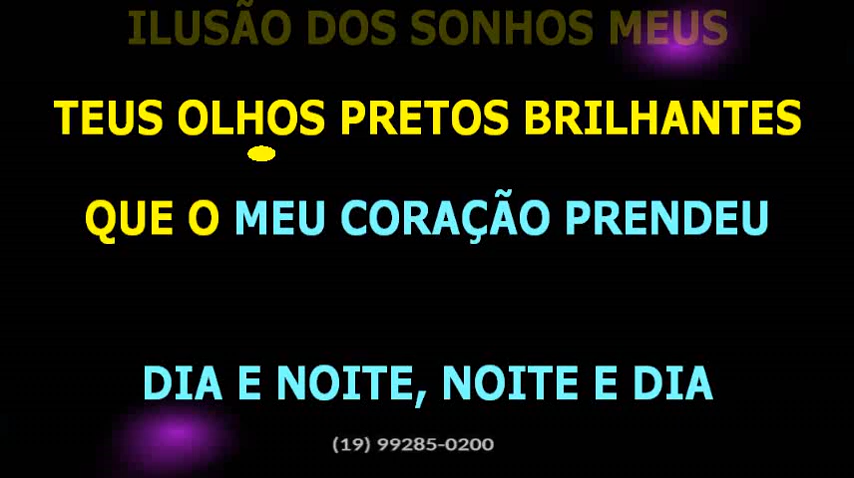 ILUSÃO DOS SONHOS MEUS
TEUS OLHOS PRETOS BRILHANTES
QUE O MEU CORAÇÃO PRENDEU
DIA E NOITE, NOITE E DIA
(19) 99285-0200